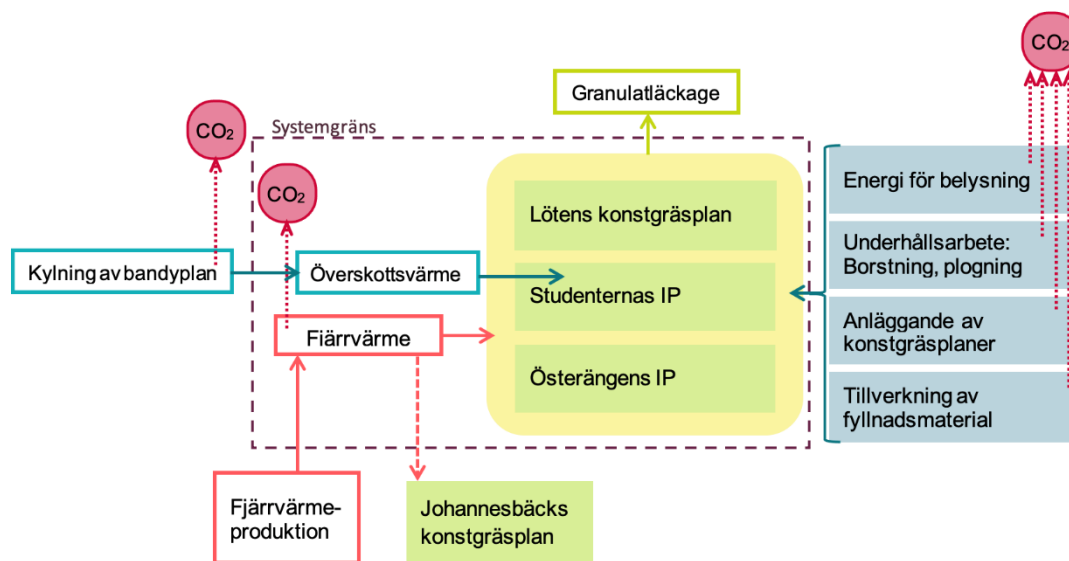 CO₂
Granulatläckage
Systemgräns
CO₂
CO₂
Energi för belysning
Lötens konstgräsplan
Underhållsarbete:
Borstning, plogning
Kylning av bandyplan
Överskottsvärme
Studenternas IP
Anläggande av
konstgräsplaner
Fjärrvärme
Österängens IP
Tillverkning av
fyllnadsmaterial
Fjärrvärme-
produktion
Johannesbäcks
konstgräsplan